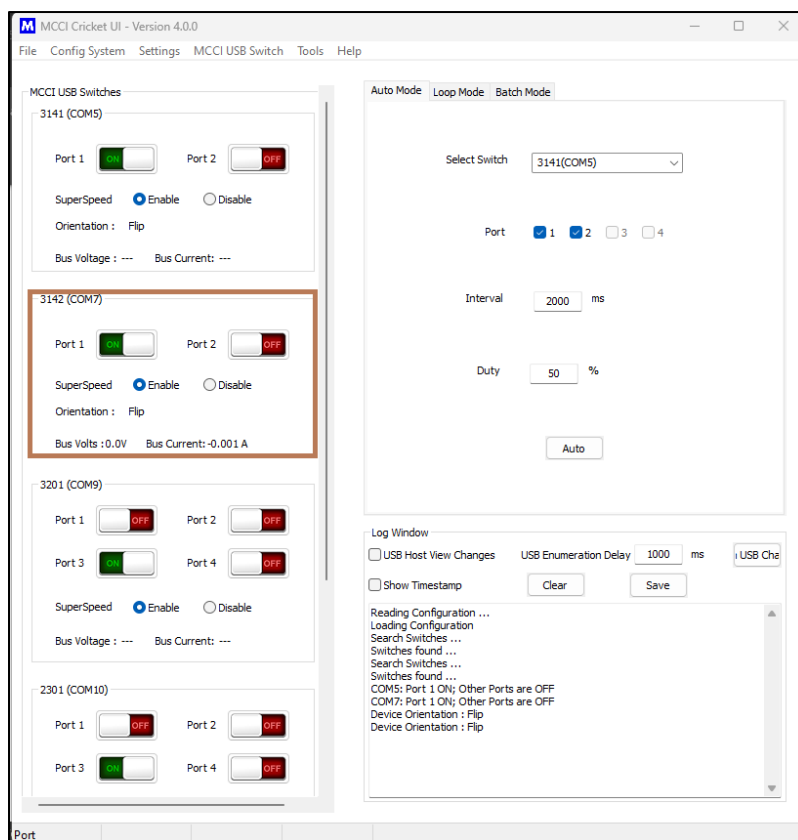 M MCCI Cricket UI - Version 4.0.0
File Config System Settings MCCI USB Switch Tools Help
MCCI USB Switches
3141 (COM5)
Port 1 ON Port 2 OFF
SuperSpeed Enable Disable
Orientation : Flip
Bus Voltage : --- Bus Current: ---
3142 (COM7)
Port 1 ON Port 2 OFF
SuperSpeed Enable Disable
Orientation : Flip
Bus Volts :0.0V Bus Current:-0.001 A
3201 (COM9)
Port 1 OFF Port 2 OFF
Port 3 ON Port 4 OFF
SuperSpeed Enable Disable
Bus Voltage : --- Bus Current: ---
2301 (COM10)
Port 1 OFF Port 2 OFF
Port 3 ON Port 4 OFF
Port
Auto Mode Loop Mode Batch Mode
Select Switch 3141(COM5)
Port 1 2 3 4
Interval 2000 ms
Duty 50 %
Auto
Log Window
USB Host View Changes USB Enumeration Delay 1000 ms USB Cha
Show Timestamp Clear Save
Reading Configuration ...
Loading Configuration
Search Switches ...
Switches found ...
Search Switches ...
Switches found ...
COM5: Port 1 ON; Other Ports are OFF
COM7: Port 1 ON; Other Ports are OFF
Device Orientation : Flip
Device Orientation : Flip